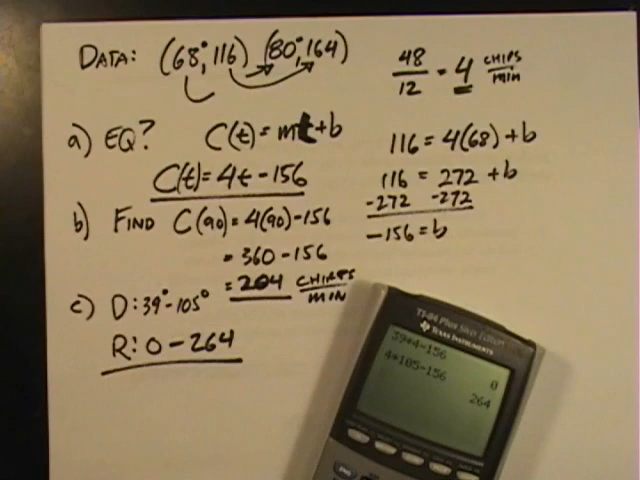 DATA: (68°, 116) (80°, 164)
48/12 = 4 CHIPS/MIN
a) EQ? C(t) = mt + b
C(t) = 4t - 156
116 = 4(68) + b
116 = 272 + b
-272 -272
-156 = b
b) FIND C(90) = 4(90) - 156
= 360 - 156
= 204 CHIRPS/MIN
c) D: 39° - 105°
R: 0 - 264
TI-84 Plus Silver Edition
TEXAS INSTRUMENTS
39*4-156
0
4*105-156
264